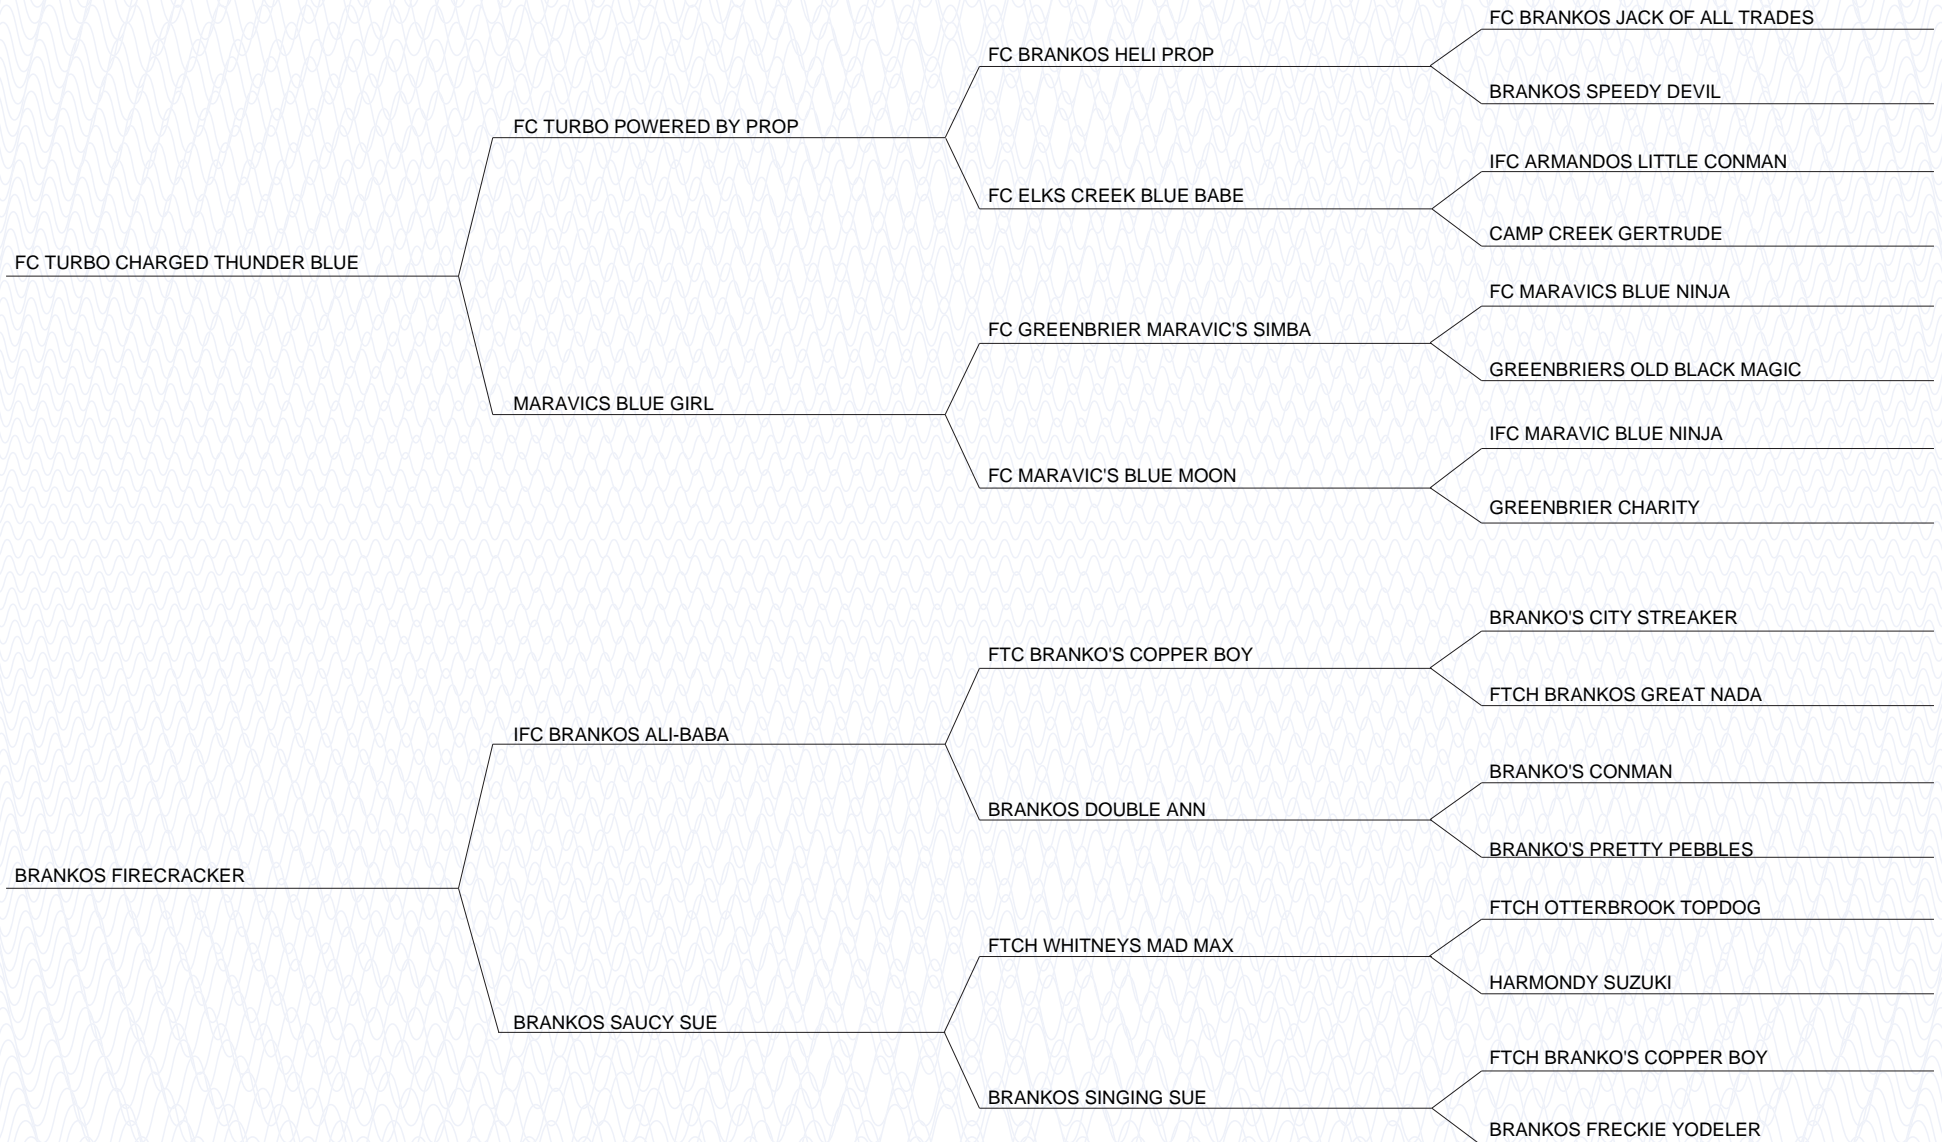 FC BRANKOS JACK OF ALL TRADES
FC BRANKOS HELI PROP
BRANKOS SPEEDY DEVIL
FC TURBO POWERED BY PROP
IFC ARMANDOS LITTLE CONMAN
FC ELKS CREEK BLUE BABE
CAMP CREEK GERTRUDE
FC TURBO CHARGED THUNDER BLUE
FC MARAVICS BLUE NINJA
FC GREENBRIER MARAVIC'S SIMBA
GREENBRIERS OLD BLACK MAGIC
MARAVICS BLUE GIRL
IFC MARAVIC BLUE NINJA
FC MARAVIC'S BLUE MOON
GREENBRIER CHARITY
BRANKO'S CITY STREAKER
FTC BRANKO'S COPPER BOY
FTCH BRANKOS GREAT NADA
IFC BRANKOS ALI-BABA
BRANKO'S CONMAN
BRANKOS DOUBLE ANN
BRANKO'S PRETTY PEBBLES
BRANKOS FIRECRACKER
FTCH OTTERBROOK TOPDOG
FTCH WHITNEYS MAD MAX
HARMONDY SUZUKI
BRANKOS SAUCY SUE
FTCH BRANKO'S COPPER BOY
BRANKOS SINGING SUE
BRANKOS FRECKIE YODELER